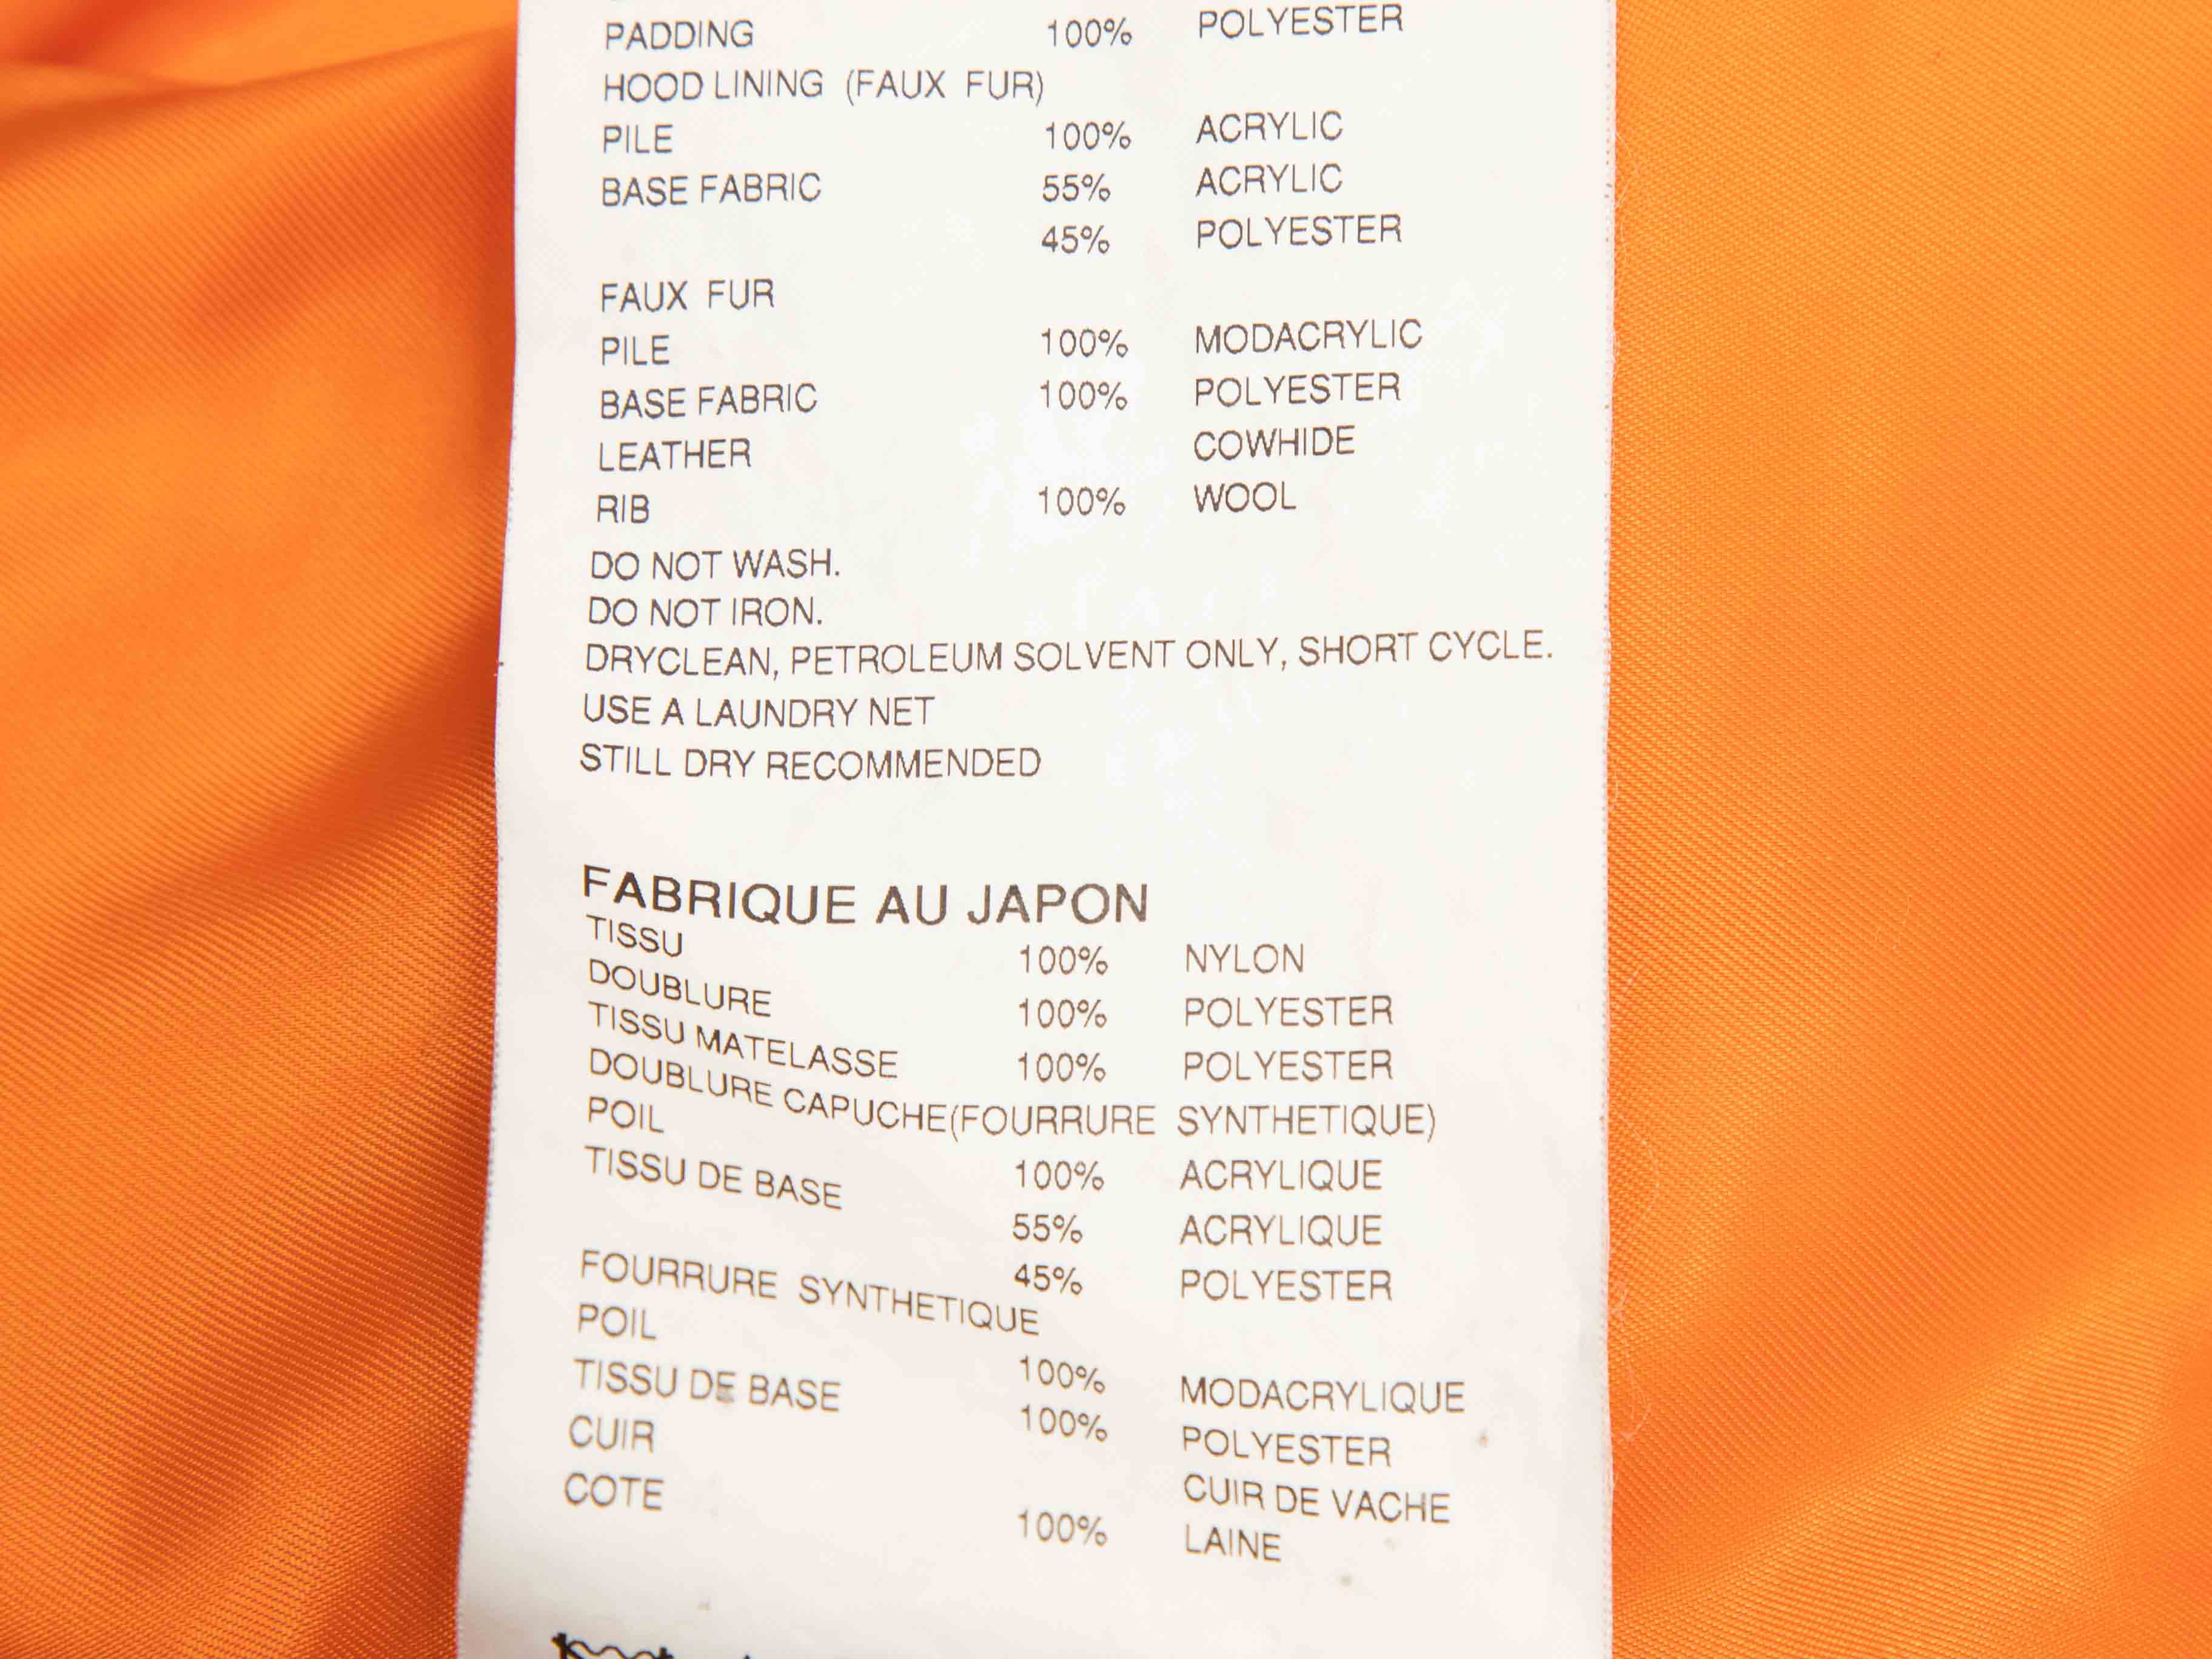 PADDING 100% POLYESTER
HOOD LINING (FAUX FUR)
PILE 100% ACRYLIC
BASE FABRIC 55% ACRYLIC
45% POLYESTER
FAUX FUR
PILE 100% MODACRYLIC
BASE FABRIC 100% POLYESTER
LEATHER COWHIDE
RIB 100% WOOL
DO NOT WASH.
DO NOT IRON.
DRYCLEAN, PETROLEUM SOLVENT ONLY, SHORT CYCLE.
USE A LAUNDRY NET
STILL DRY RECOMMENDED
FABRIQUE AU JAPON
TISSU 100% NYLON
DOUBLURE 100% POLYESTER
TISSU MATELASSE 100% POLYESTER
DOUBLURE CAPUCHE(FOURRURE SYNTHETIQUE)
POIL 100% ACRYLIQUE
TISSU DE BASE 55% ACRYLIQUE
45% POLYESTER
FOURRURE SYNTHETIQUE
POIL 100% MODACRYLIQUE
TISSU DE BASE 100% POLYESTER
CUIR CUIR DE VACHE
COTE 100% LAINE